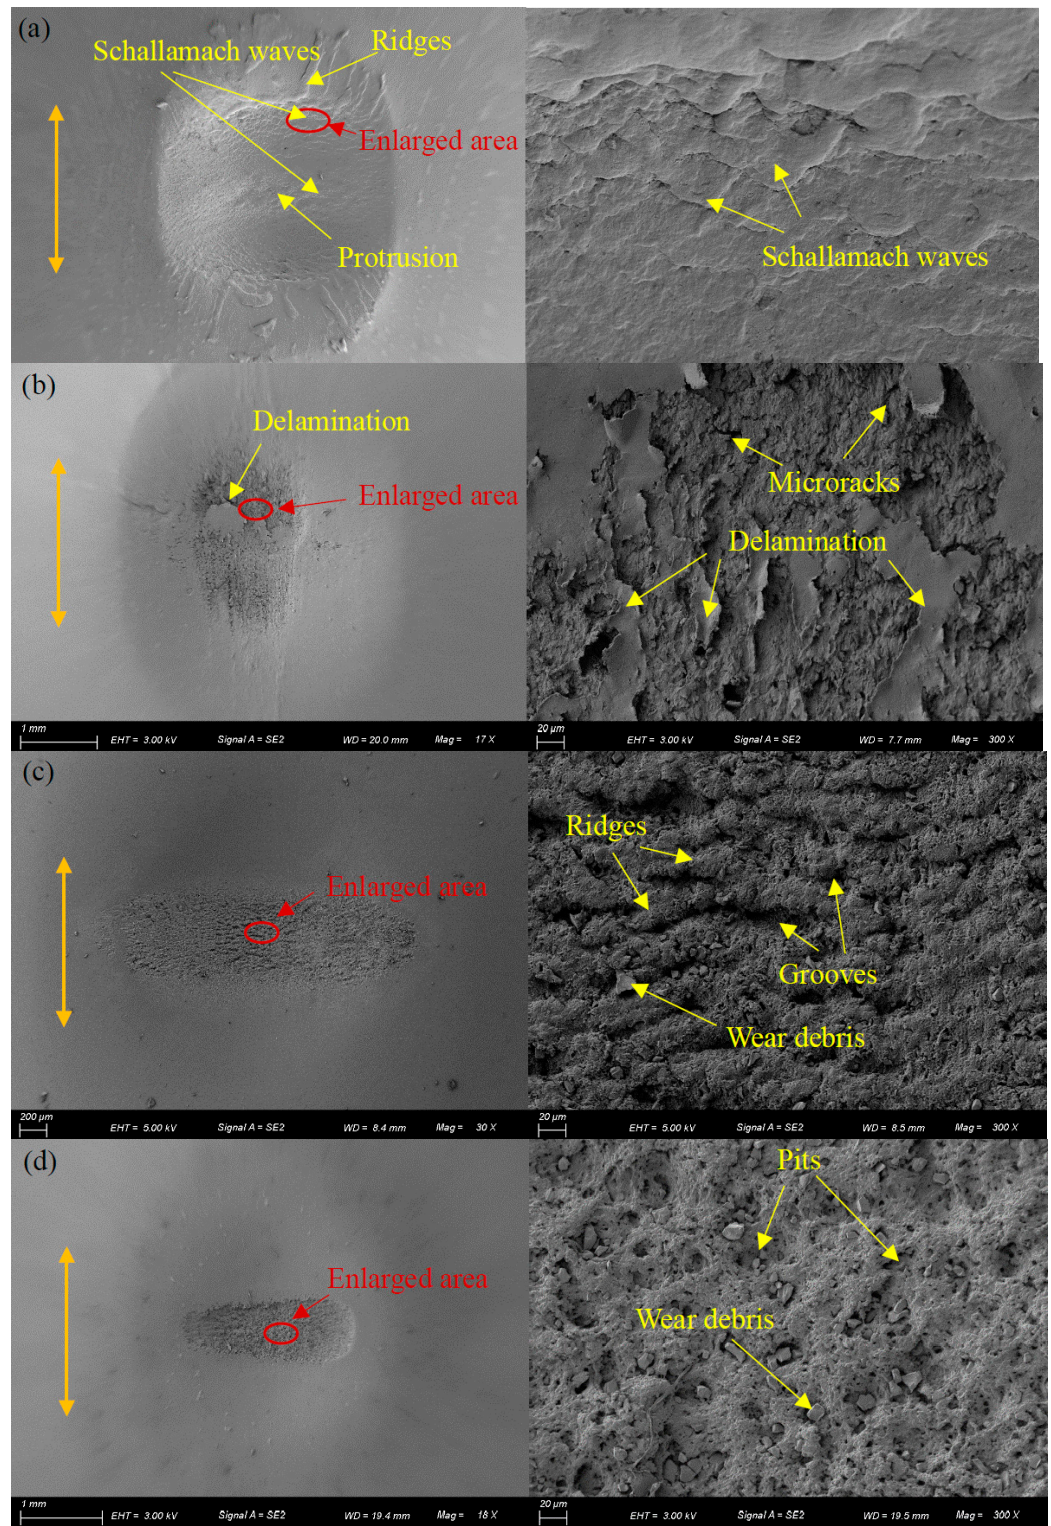 (a)
Ridges
Schallamach waves
Enlarged area
Protrusion
Schallamach waves
(b)
Delamination
Enlarged area
Microracks
Delamination
1 mm
EHT = 3.00 kV
Signal A = SE2
WD = 20.0 mm
Mag = 17 X
20 µm
EHT = 3.00 kV
Signal A = SE2
WD = 7.7 mm
Mag = 300 X
(c)
Enlarged area
Ridges
Grooves
Wear debris
200 µm
EHT = 5.00 kV
Signal A = SE2
WD = 8.4 mm
Mag = 30 X
20 µm
EHT = 5.00 kV
Signal A = SE2
WD = 8.5 mm
Mag = 300 X
(d)
Enlarged area
Pits
Wear debris
1 mm
EHT = 3.00 kV
Signal A = SE2
WD = 19.4 mm
Mag = 18 X
20 µm
EHT = 3.00 kV
Signal A = SE2
WD = 19.5 mm
Mag = 300 X